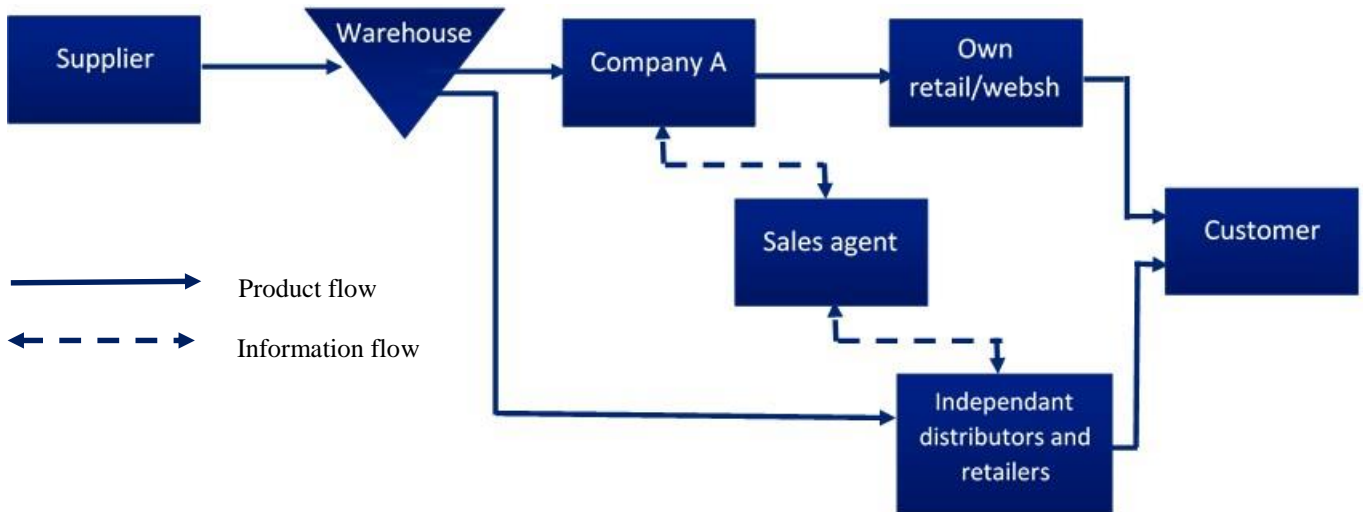 Supplier
Warehouse
Company A
Own
retail/websh
Sales agent
Customer
Product flow
Information flow
Independant
distributors and
retailers